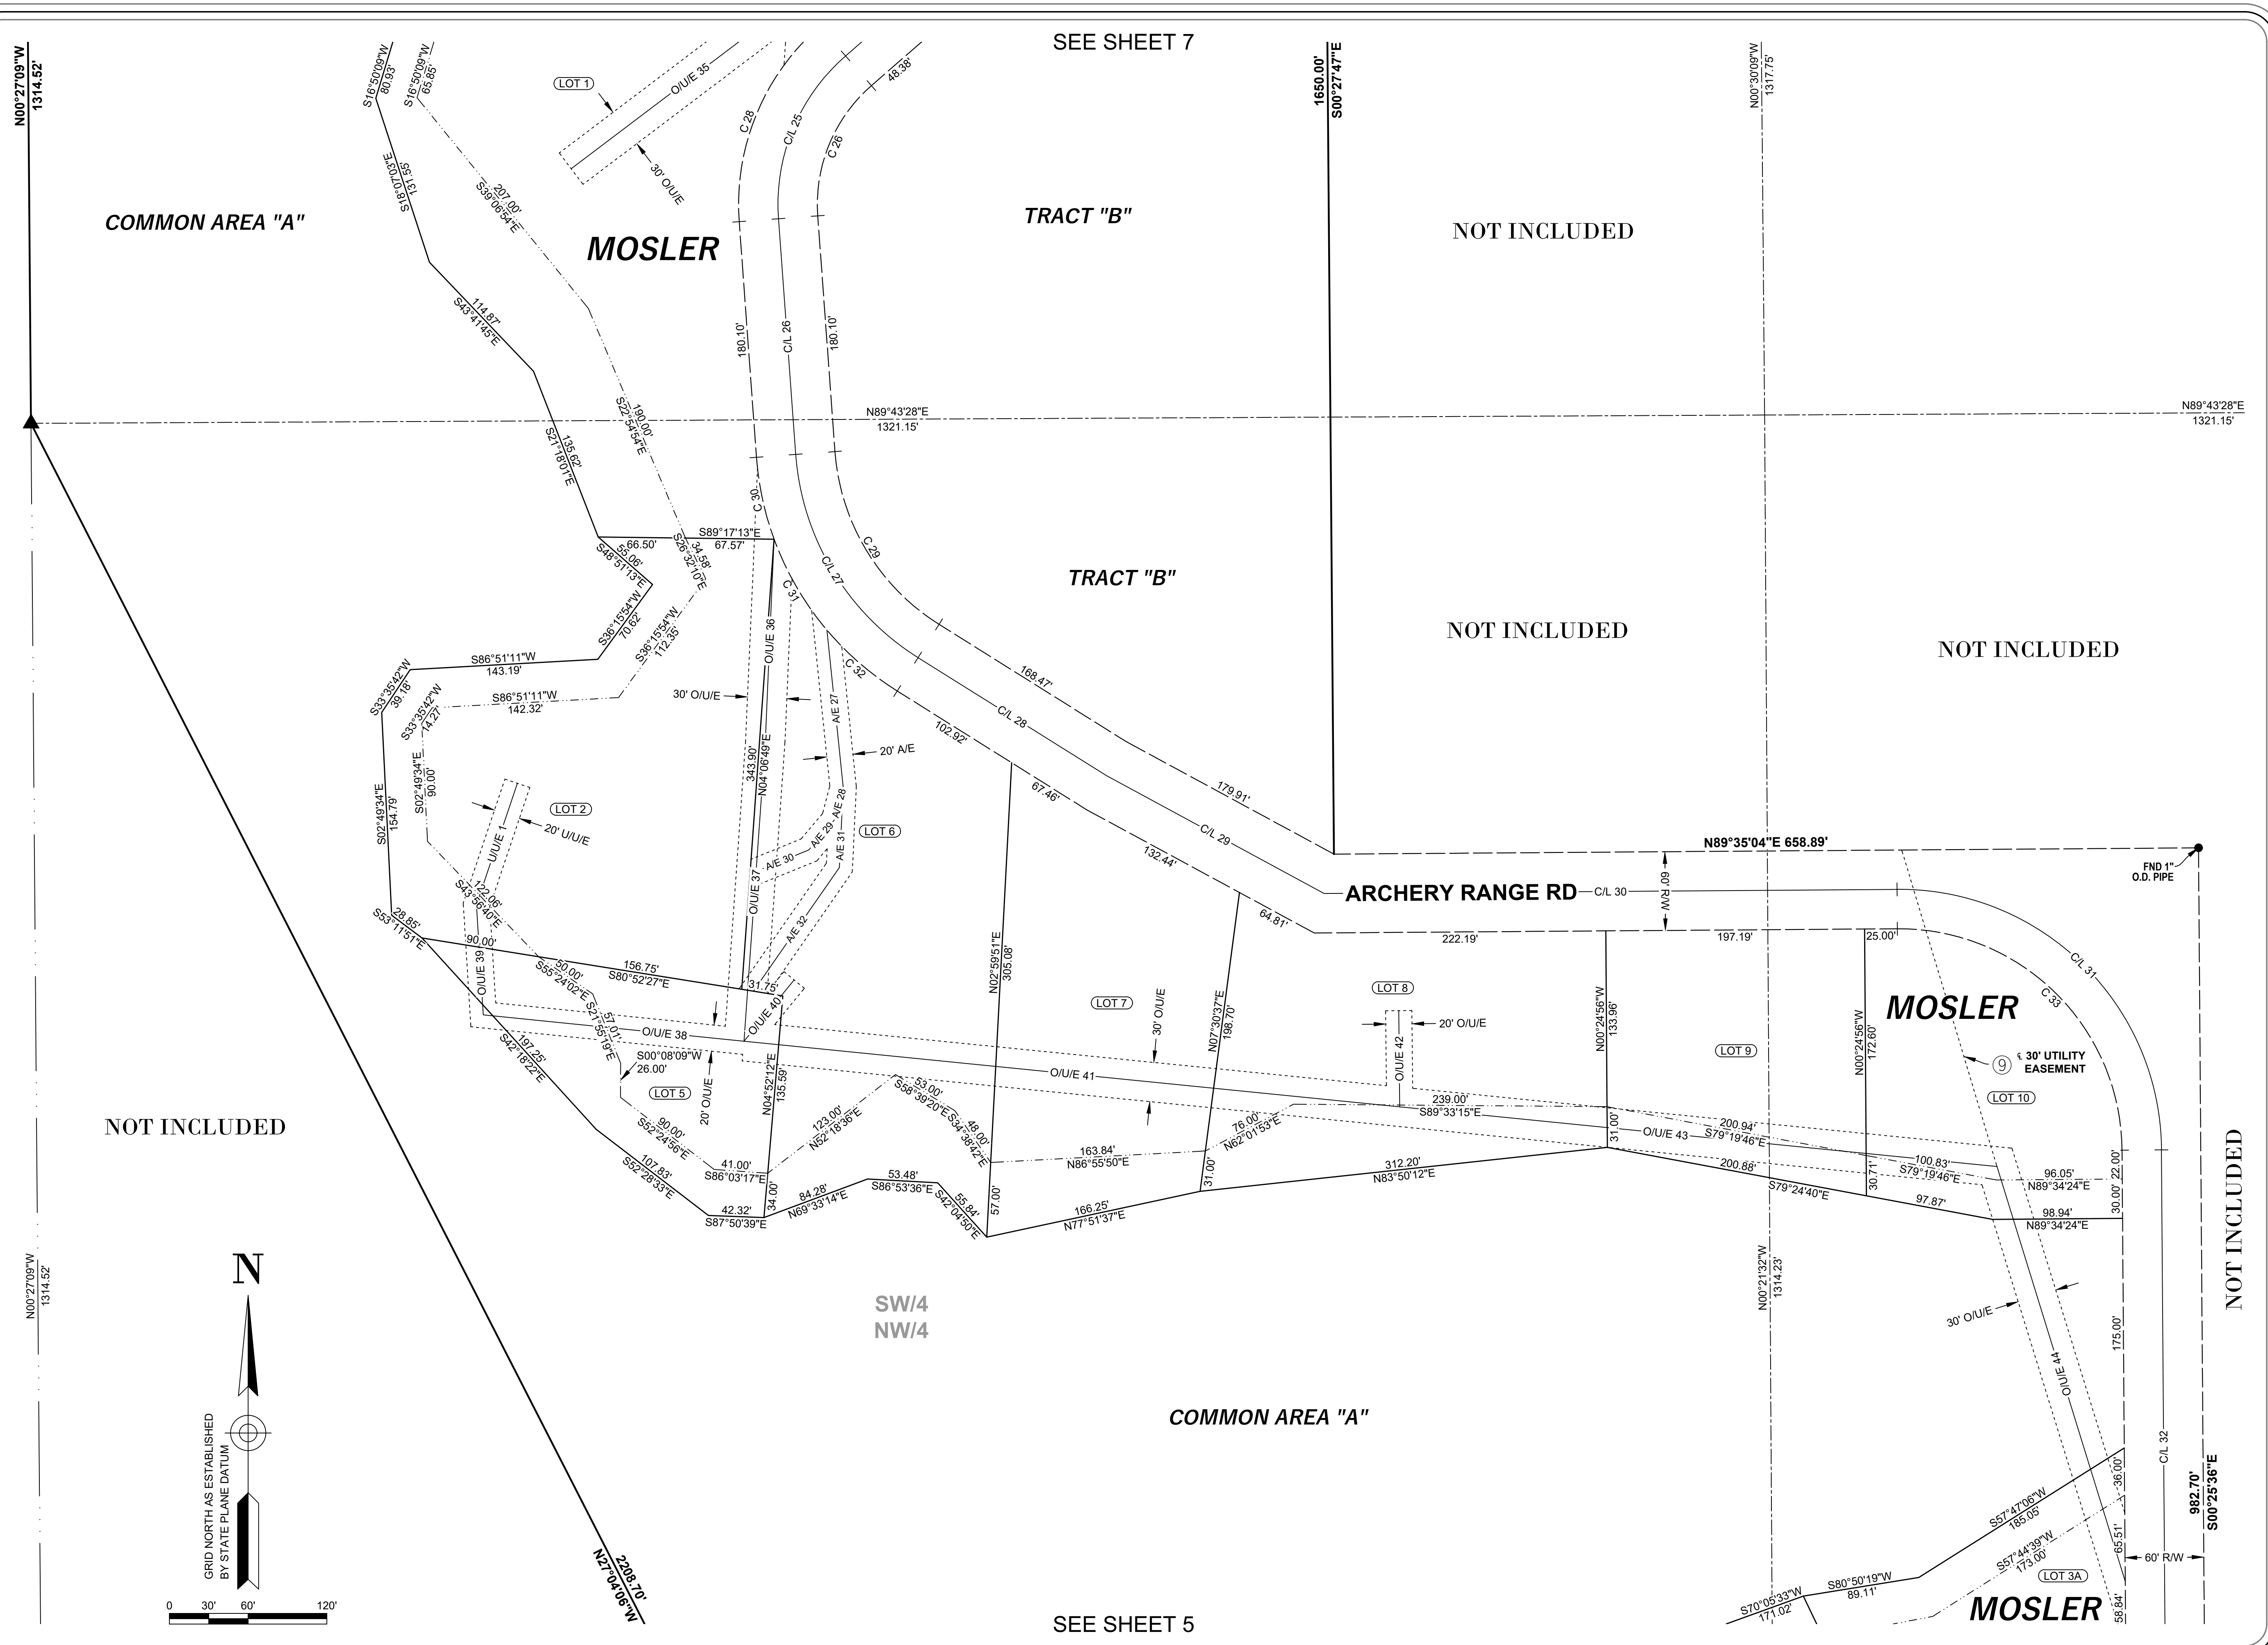 SEE SHEET 7
N00°27'09"W
1314.52'
S16°50'09"W
80.93'
S16°50'09"W
65.85'
LOT 1
O/U/E 35
30' O/U/E
C 28
C/L 25
C 26
48.38'
1650.00'
S00°27'47"E
N00°30'09"W
1317.75'
S18°07'03"E
131.55'
207.00'
S39°06'54"E
COMMON AREA "A"
MOSLER
TRACT "B"
NOT INCLUDED
114.87'
S43°41'45"E
180.10'
C/L 26
180.10'
190.00'
S22°54'54"E
N89°43'28"E
1321.15'
N89°43'28"E
1321.15'
135.62'
S21°18'01"E
C 30
S89°17'13"E
66.50'
67.57'
34.58'
S26°32'10"E
55.06'
S48°51'13"E
C 29
C/L 27
TRACT "B"
C 31
S36°15'54"W
70.62'
S36°15'54"W
112.35'
O/U/E 36
NOT INCLUDED
NOT INCLUDED
S86°51'11"W
143.19'
C 32
168.47'
S33°35'42"W
39.18'
S33°35'42"W
14.27'
S86°51'11"W
142.32'
30' O/U/E
A/E 27
C/L 28
102.92'
20' A/E
S02°49'34"E
90.00'
343.90'
N04°06'49"E
S02°49'34"E
154.79'
LOT 2
20' U/U/E
U/U/E 1
A/E 28
A/E 29
A/E 31
A/E 30
LOT 6
67.46'
179.91'
C/L 29
132.44'
N89°35'04"E 658.89'
FND 1"
O.D. PIPE
60' R/W
ARCHERY RANGE RD
C/L 30
122.06'
S43°56'40"E
O/U/E 37
28.85'
S53°11'51"E
A/E 32
64.81'
222.19'
197.19'
25.00'
90.00'
O/U/E 39
50.00'
S55°24'02"E
156.75'
S80°52'27"E
31.75'
N02°59'51"E
305.08'
C/L 31
C 33
LOT 7
LOT 8
MOSLER
57.01'
S21°55'19"E
O/U/E 40
O/U/E 38
30' O/U/E
N07°30'37"E
198.70'
20' O/U/E
O/U/E 42
N00°24'56"W
133.96'
N00°24'56"W
172.60'
LOT 9
197.25'
S42°18'22"E
S00°08'09"W
26.00'
LOT 5
20' O/U/E
N04°52'12"E
135.59'
O/U/E 41
9
℄ 30' UTILITY
EASEMENT
LOT 10
NOT INCLUDED
90.00'
S52°24'56"E
123.00'
N52°18'36"E
53.00'
S58°39'20"E
48.00'
S34°38'42"E
239.00'
S89°33'15"E
76.00'
N62°01'53"E
31.00'
O/U/E 43
200.94'
S79°19'46"E
107.83'
S52°28'33"E
41.00'
S86°03'17"E
163.84'
N86°55'50"E
31.00'
312.20'
N83°50'12"E
200.88'
S79°24'40"E
30.71'
100.83'
S79°19'46"E
96.05'
N89°34'24"E
22.00'
34.00'
84.28'
N69°33'14"E
53.48'
S86°53'36"E
55.84'
S42°04'50"E
57.00'
166.25'
N77°51'37"E
97.87'
98.94'
N89°34'24"E
30.00'
42.32'
S87°50'39"E
NOT INCLUDED
N00°27'09"W
1314.52'
N
SW/4
NW/4
N00°21'32"W
1314.23'
30' O/U/E
175.00'
O/U/E 44
COMMON AREA "A"
GRID NORTH AS ESTABLISHED
BY STATE PLANE DATUM
C/L 32
36.00'
982.70'
S00°25'36"E
S57°47'06"W
185.05'
65.51'
S57°44'39"W
173.00'
60' R/W
2208.70'
N27°04'06"W
LOT 3A
S80°50'19"W
89.11'
S70°05'33"W
171.02'
MOSLER
58.84'
0 30' 60' 120'
SEE SHEET 5